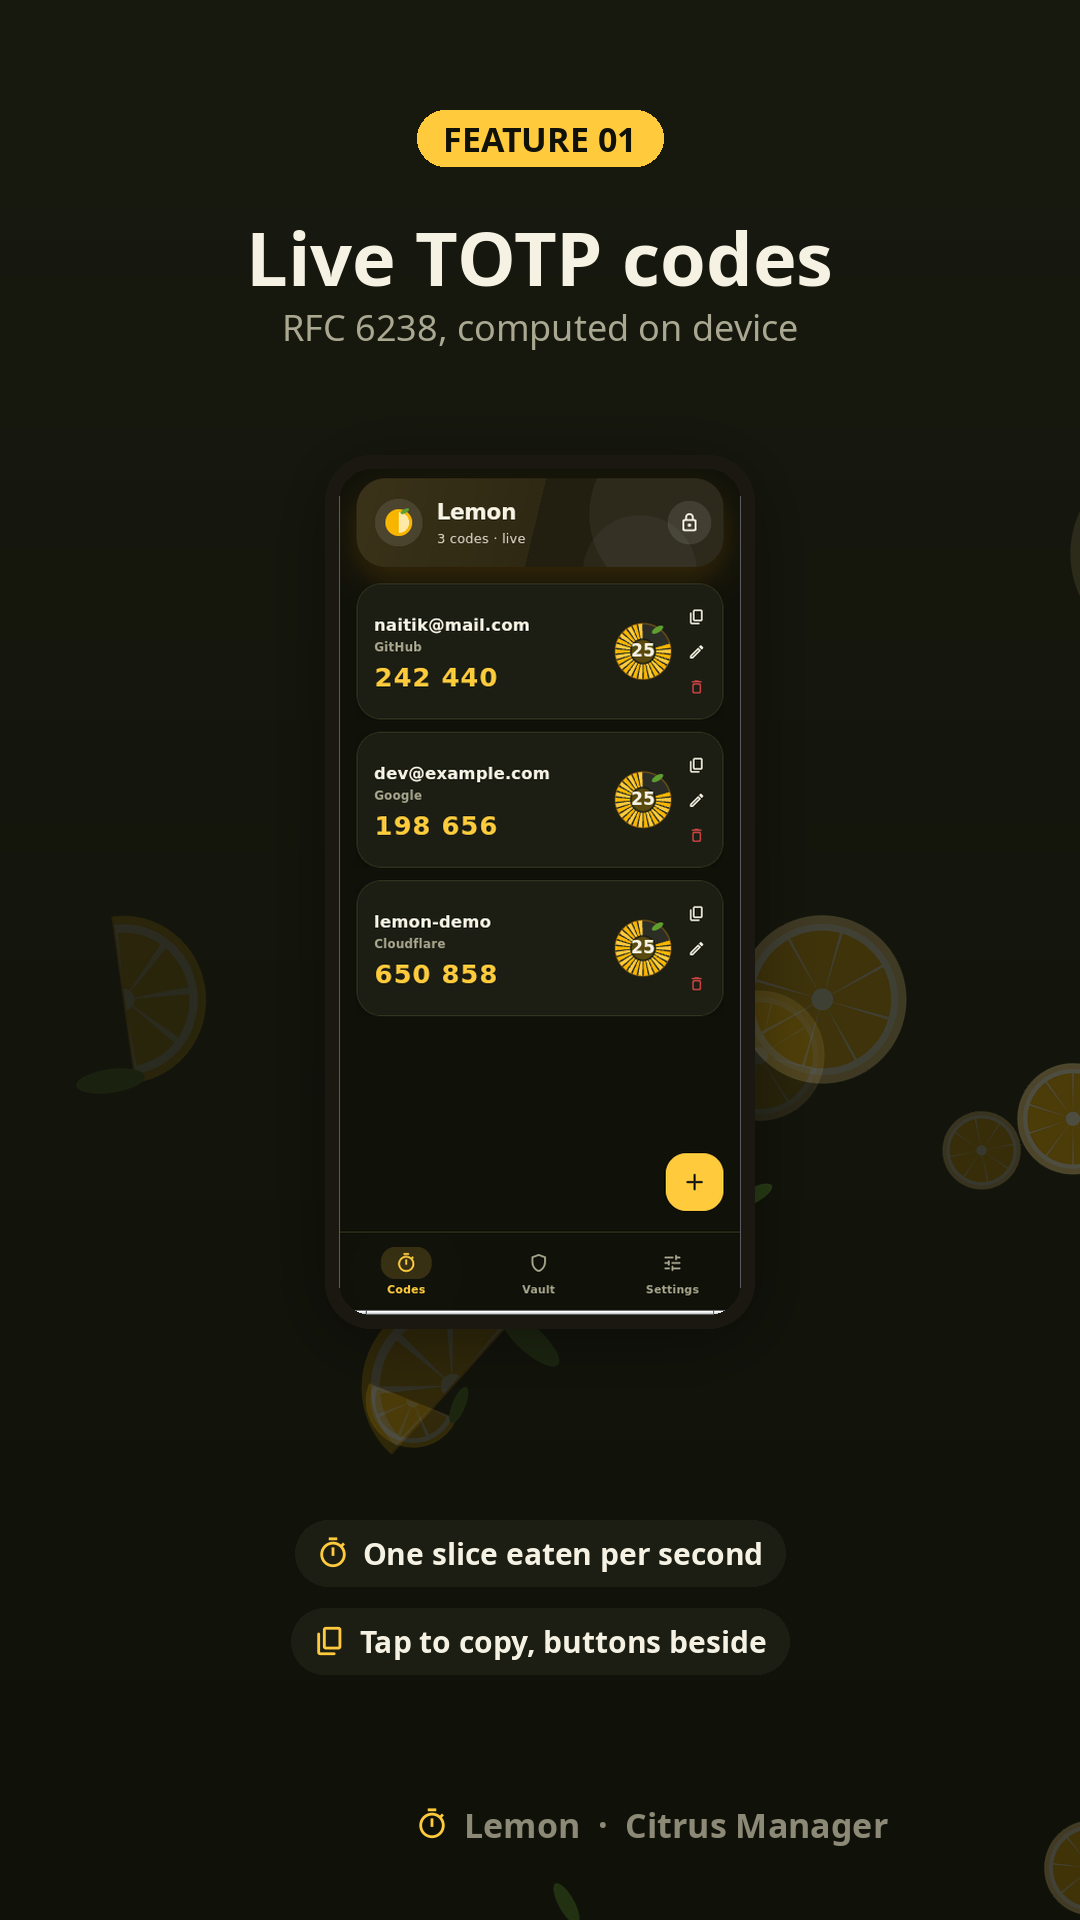 FEATURE 01
Live TOTP codes
RFC 6238, computed on device
Lemon
3 codes · live
naitik@mail.com
GitHub
242 440
25
dev@example.com
Google
198 656
25
lemon-demo
Cloudflare
650 858
25
Codes
Vault
Settings
One slice eaten per second
Tap to copy, buttons beside
Lemon · Citrus Manager